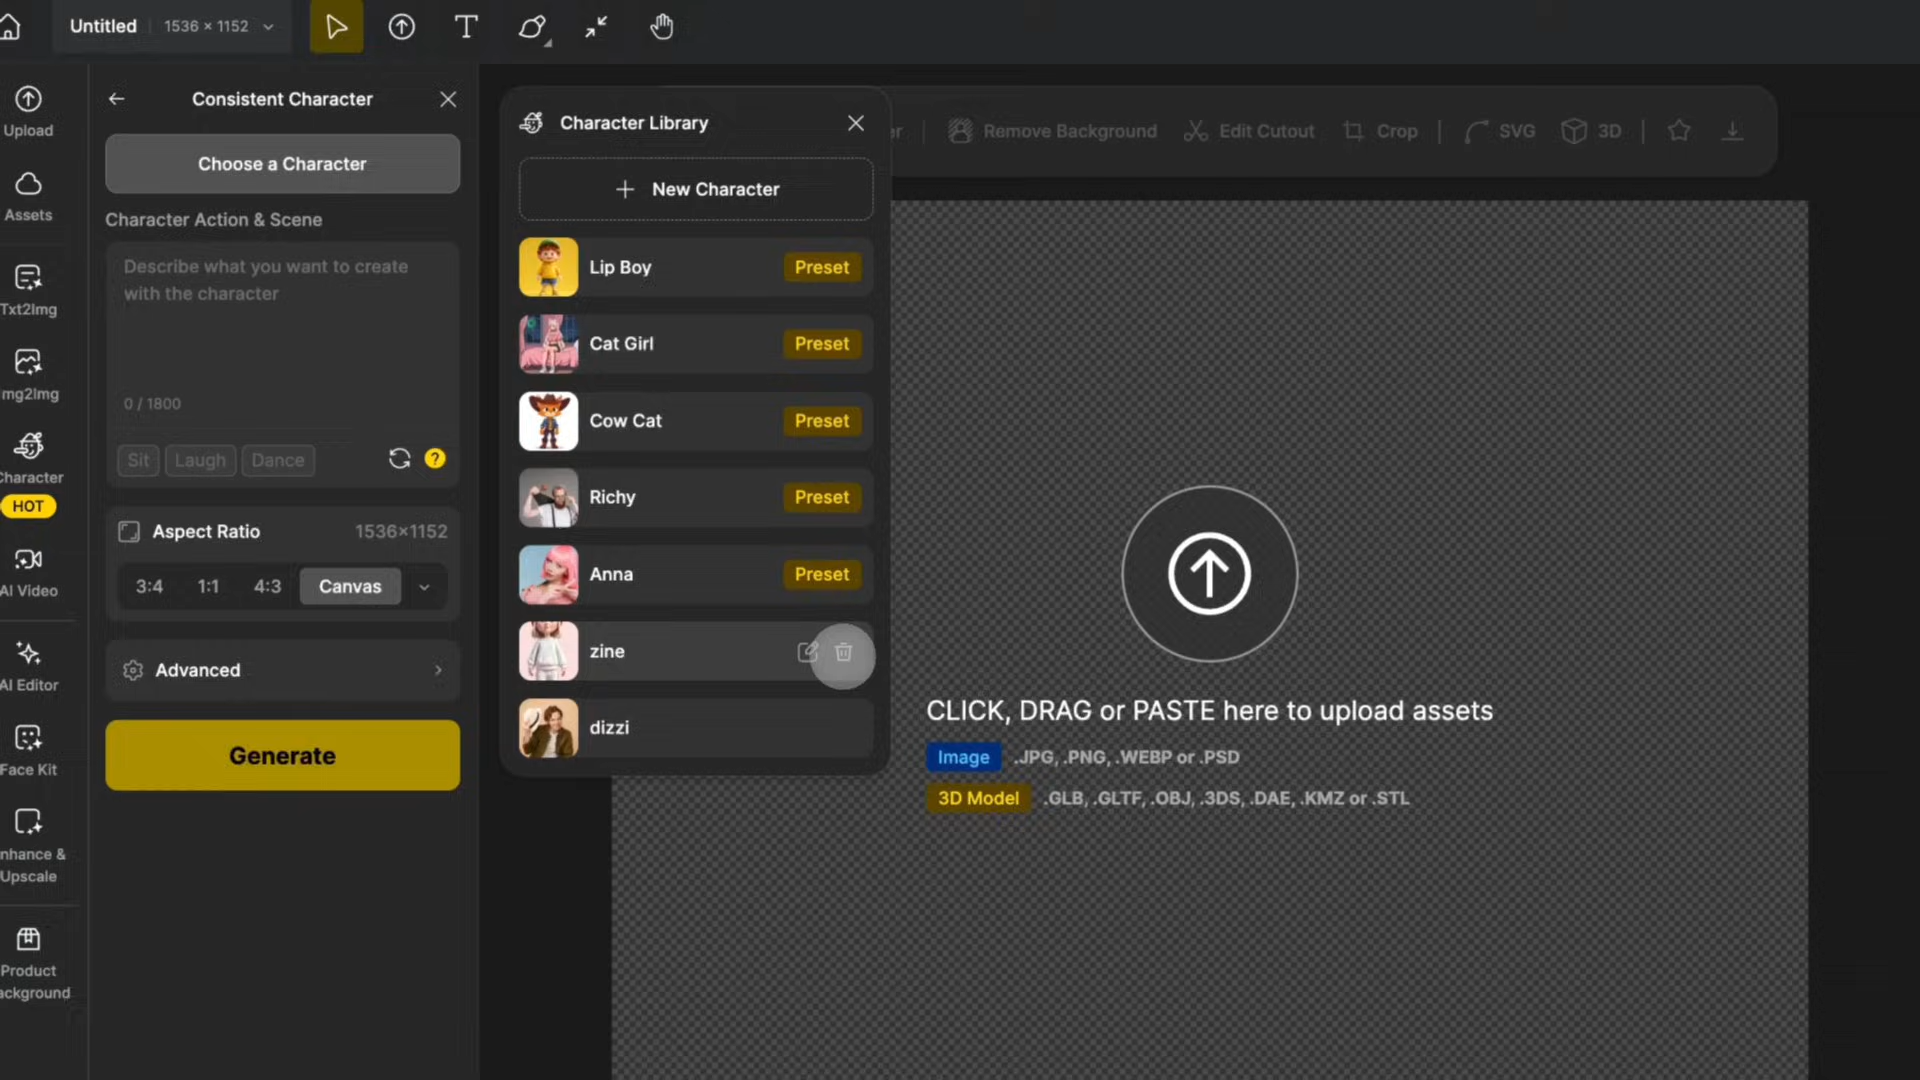 Untitled
1536 × 1152
Upload
Assets
Txt2Img
mg2Img
Character
HOT
AI Video
AI Editor
Face Kit
nhance &
Upscale
Product
ackground
Consistent Character
Choose a Character
Character Action & Scene
Describe what you want to create
with the character
0 / 1800
Sit
Laugh
Dance
?
Aspect Ratio
1536×1152
3:4
1:1
4:3
Canvas
Advanced
Generate
Character Library
New Character
Lip Boy
Preset
Cat Girl
Preset
Cow Cat
Preset
Richy
Preset
Anna
Preset
zine
dizzi
er
Remove Background
Edit Cutout
Crop
SVG
3D
CLICK, DRAG or PASTE here to upload assets
Image
.JPG, .PNG, .WEBP or .PSD
3D Model
.GLB, .GLTF, .OBJ, .3DS, .DAE, .KMZ or .STL